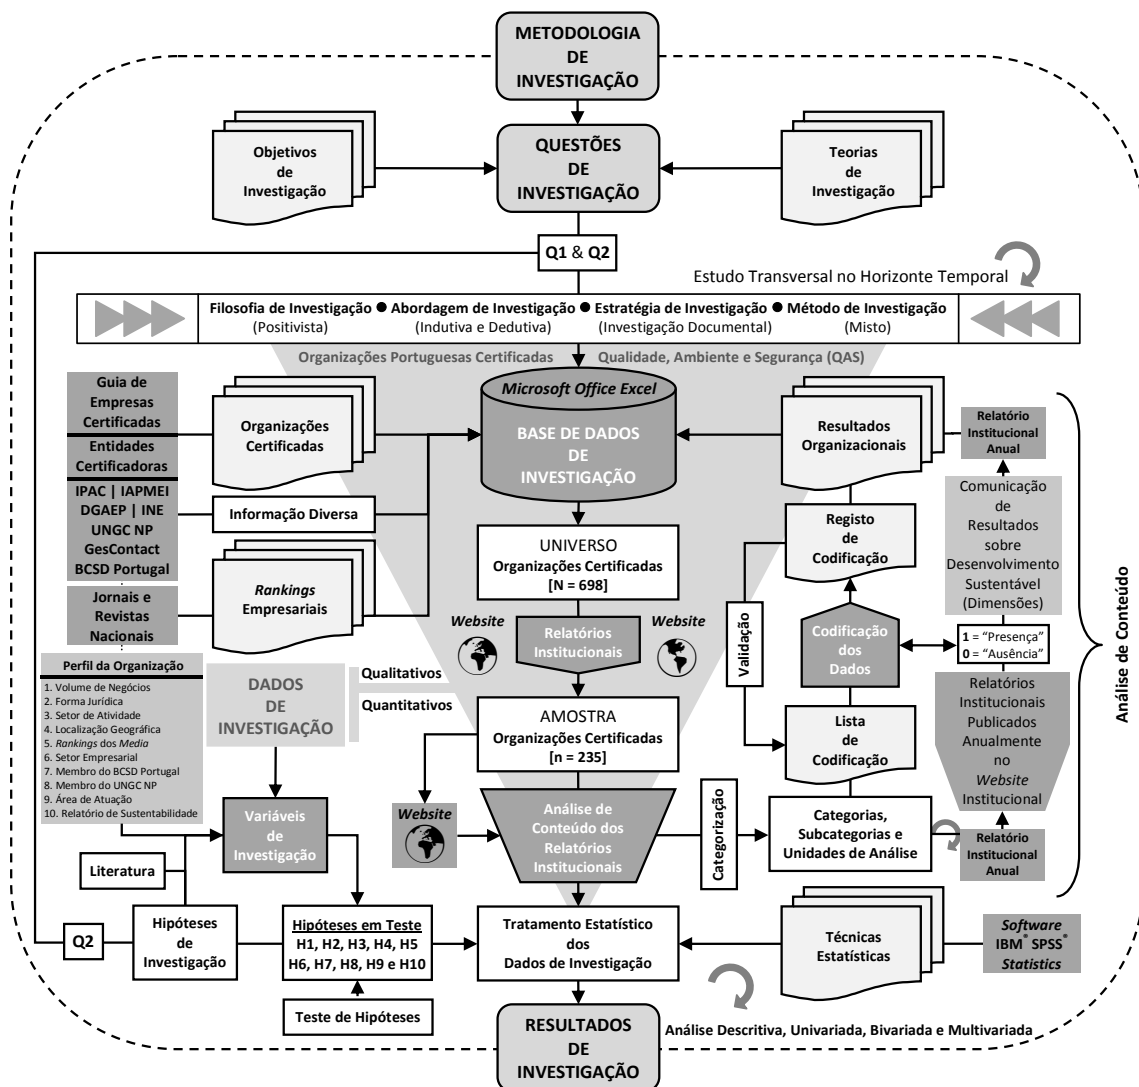 METODOLOGIA
DE
INVESTIGAÇÃO
Objetivos
de
Investigação
QUESTÕES
DE
INVESTIGAÇÃO
Teorias
de
Investigação
Q1 & Q2
Estudo Transversal no Horizonte Temporal
Filosofia de Investigação ● Abordagem de Investigação ● Estratégia de Investigação ● Método de Investigação
(Positivista) (Indutiva e Dedutiva) (Investigação Documental) (Misto)
Organizações Portuguesas Certificadas Qualidade, Ambiente e Segurança (QAS)
Guia de
Empresas
Certificadas
Entidades
Certificadoras
IPAC | IAPMEI
DGAEP | INE
UNGC NP
GesContact
BCSD Portugal
Jornais e
Revistas
Nacionais
Organizações
Certificadas
Informação Diversa
Rankings
Empresariais
Microsoft Office Excel
BASE DE DADOS
DE
INVESTIGAÇÃO
UNIVERSO
Organizações Certificadas
[N = 698]
Website
Relatórios
Institucionais
Website
AMOSTRA
Organizações Certificadas
[n = 235]
Resultados
Organizacionais
Relatório
Institucional
Anual
Registo
de
Codificação
Comunicação
de
Resultados
sobre
Desenvolvimento
Sustentável
(Dimensões)
Validação
Codificação
dos
Dados
1 = “Presença”
0 = “Ausência”
Lista
de
Codificação
Relatórios
Institucionais
Publicados
Anualmente
no
Website
Institucional
Análise de Conteúdo
Perfil da Organização
1. Volume de Negócios
2. Forma Jurídica
3. Setor de Atividade
4. Localização Geográfica
5. Rankings dos Media
6. Setor Empresarial
7. Membro do BCSD Portugal
8. Membro do UNGC NP
9. Área de Atuação
10. Relatório de Sustentabilidade
DADOS
DE
INVESTIGAÇÃO
Qualitativos
Quantitativos
Variáveis
de
Investigação
Website
Análise de
Conteúdo dos
Relatórios
Institucionais
Categorização
Categorias,
Subcategorias e
Unidades de Análise
Relatório
Institucional
Anual
Literatura
Q2
Hipóteses
de
Investigação
Hipóteses em Teste
H1, H2, H3, H4, H5
H6, H7, H8, H9 e H10
Teste de Hipóteses
Tratamento Estatístico
dos
Dados de Investigação
Técnicas
Estatísticas
Software
IBM® SPSS®
Statistics
RESULTADOS
DE
INVESTIGAÇÃO
Análise Descritiva, Univariada, Bivariada e Multivariada